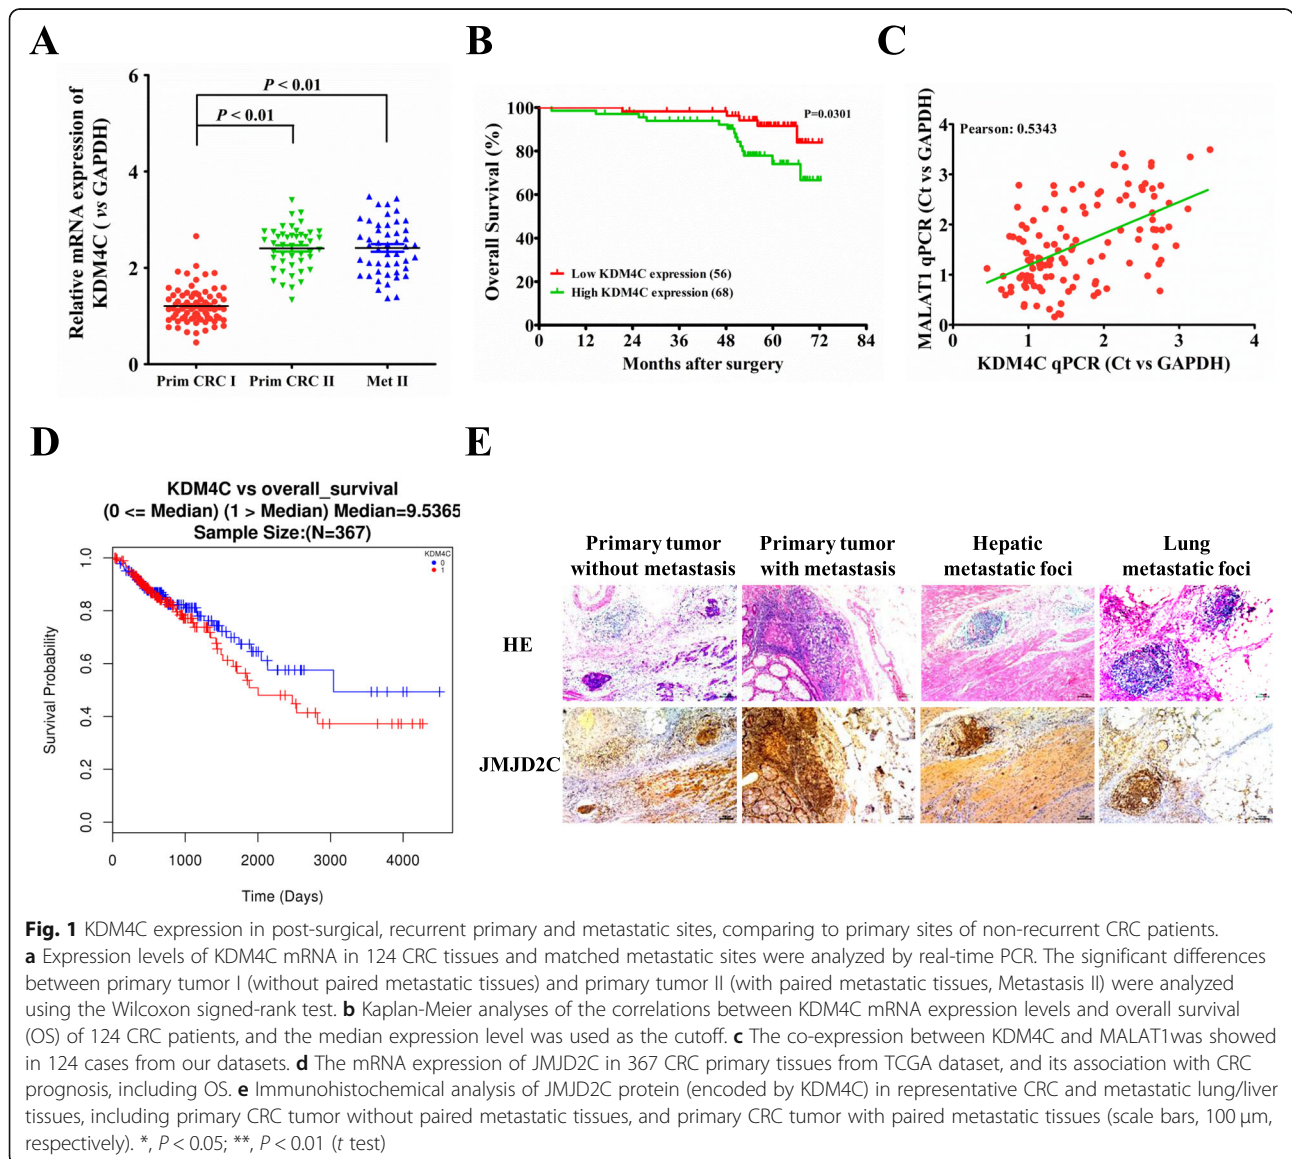 A
Relative mRNA expression of
KDM4C ( vs GAPDH)
6
4
2
0
P < 0.01
P < 0.01
Prim CRC I
Prim CRC II
Met II
B
Overall Survival (%)
100
80
60
40
20
0
P=0.0301
Low KDM4C expression (56)
High KDM4C expression (68)
0 12 24 36 48 60 72 84
Months after surgery
C
MALAT1 qPCR (Ct vs GAPDH)
Pearson: 0.5343
4
3
2
1
0
0 1 2 3 4
KDM4C qPCR (Ct vs GAPDH)
D
KDM4C vs overall_survival
(0 <= Median) (1 > Median) Median=9.5365
Sample Size:(N=367)
KDM4C
0
1
Survival Probability
1.0
0.8
0.6
0.4
0.2
0.0
0 1000 2000 3000 4000
Time (Days)
E
Primary tumor
without metastasis
Primary tumor
with metastasis
Hepatic
metastatic foci
Lung
metastatic foci
HE
JMJD2C
Fig. 1 KDM4C expression in post-surgical, recurrent primary and metastatic sites, comparing to primary sites of non-recurrent CRC patients.
a Expression levels of KDM4C mRNA in 124 CRC tissues and matched metastatic sites were analyzed by real-time PCR. The significant differences
between primary tumor I (without paired metastatic tissues) and primary tumor II (with paired metastatic tissues, Metastasis II) were analyzed
using the Wilcoxon signed-rank test. b Kaplan-Meier analyses of the correlations between KDM4C mRNA expression levels and overall survival
(OS) of 124 CRC patients, and the median expression level was used as the cutoff. c The co-expression between KDM4C and MALAT1was showed
in 124 cases from our datasets. d The mRNA expression of JMJD2C in 367 CRC primary tissues from TCGA dataset, and its association with CRC
prognosis, including OS. e Immunohistochemical analysis of JMJD2C protein (encoded by KDM4C) in representative CRC and metastatic lung/liver
tissues, including primary CRC tumor without paired metastatic tissues, and primary CRC tumor with paired metastatic tissues (scale bars, 100 μm,
respectively). *, P < 0.05; **, P < 0.01 (t test)